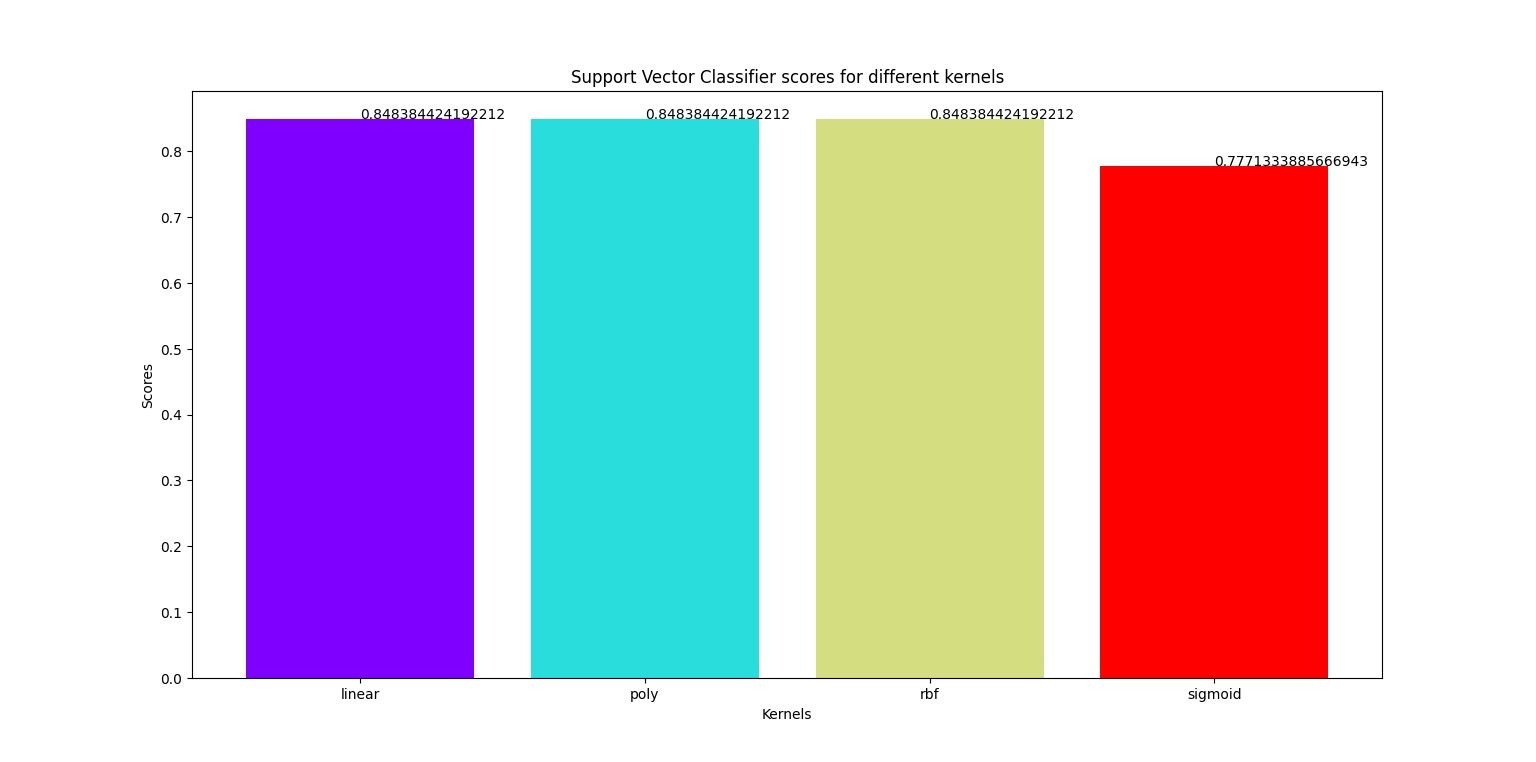 Support Vector Classifier scores for different kernels
0.848384424192212
0.848384424192212
0.848384424192212
0.7771333885666943
0.8
0.7
0.6
0.5
0.4
0.3
0.2
0.1
0.0
Scores
linear
poly
rbf
sigmoid
Kernels